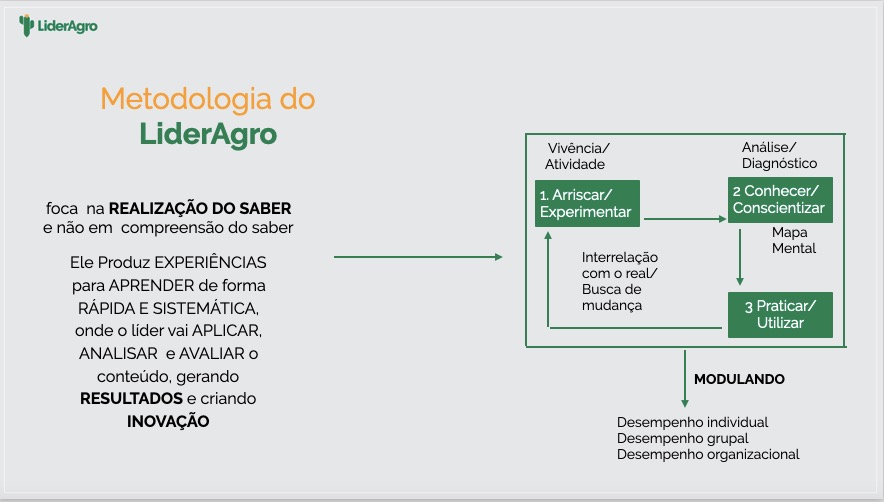 LiderAgro
Metodologia do
LiderAgro
foca na REALIZAÇÃO DO SABER
e não em compreensão do saber
Ele Produz EXPERIÊNCIAS
para APRENDER de forma
RÁPIDA E SISTEMÁTICA,
onde o líder vai APLICAR,
ANALISAR e AVALIAR o
conteúdo, gerando
RESULTADOS e criando
INOVAÇÃO
Vivência/
Atividade
1. Arriscar/
Experimentar
Análise/
Diagnóstico
2 Conhecer/
Conscientizar
Mapa
Mental
Interrelação
com o real/
Busca de
mudança
3 Praticar/
Utilizar
MODULANDO
Desempenho individual
Desempenho grupal
Desempenho organizacional